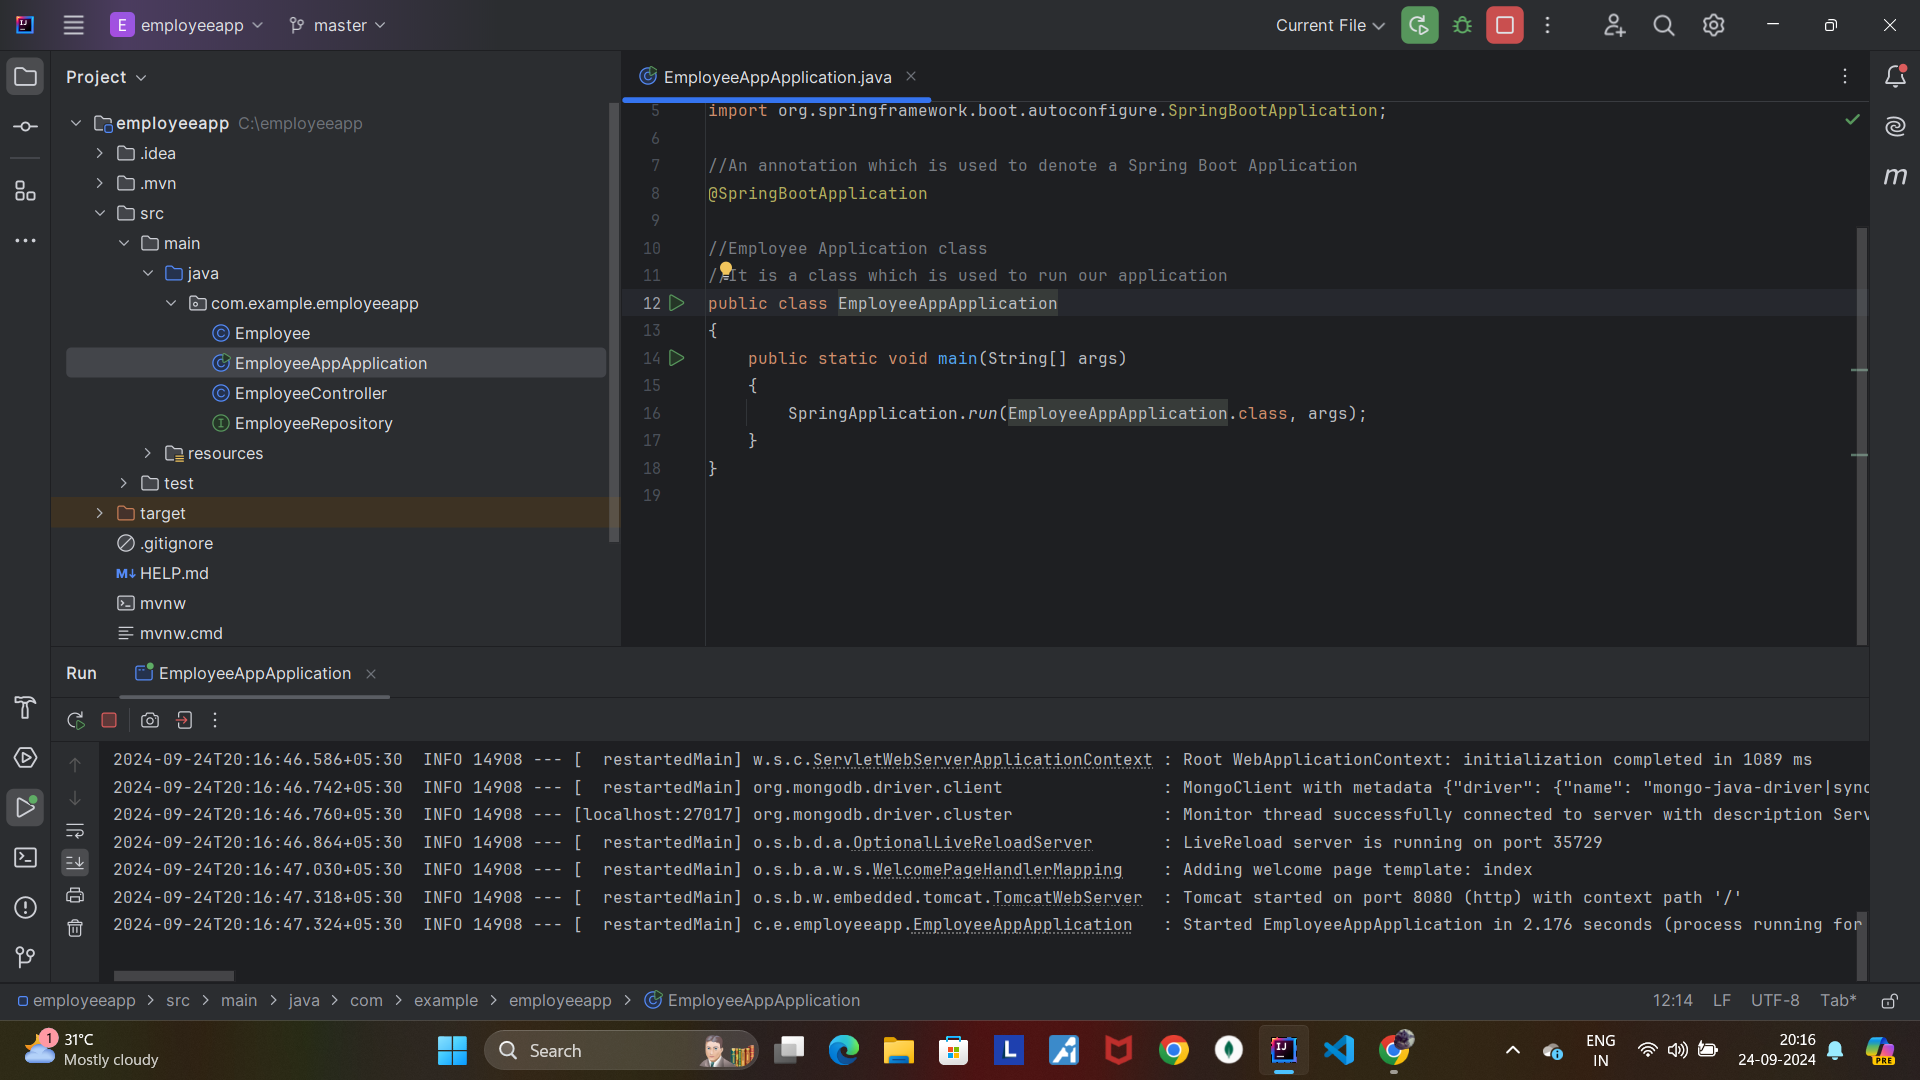 E employeeapp master Current File
Project
EmployeeAppApplication.java
employeeapp C:\employeeapp
.idea
.mvn
src
main
java
com.example.employeeapp
Employee
EmployeeAppApplication
EmployeeController
EmployeeRepository
resources
test
target
.gitignore
M↓ HELP.md
mvnw
mvnw.cmd
5 import org.springframework.boot.autoconfigure.SpringBootApplication;
6
7 //An annotation which is used to denote a Spring Boot Application
8 @SpringBootApplication
9
10 //Employee Application class
11 //It is a class which is used to run our application
12 public class EmployeeAppApplication
13 {
14 public static void main(String[] args)
15 {
16 SpringApplication.run(EmployeeAppApplication.class, args);
17 }
18 }
19
m
Run EmployeeAppApplication
2024-09-24T20:16:46.586+05:30 INFO 14908 --- [ restartedMain] w.s.c.ServletWebServerApplicationContext : Root WebApplicationContext: initialization completed in 1089 ms
2024-09-24T20:16:46.742+05:30 INFO 14908 --- [ restartedMain] org.mongodb.driver.client : MongoClient with metadata {"driver": {"name": "mongo-java-driver|sync
2024-09-24T20:16:46.760+05:30 INFO 14908 --- [localhost:27017] org.mongodb.driver.cluster : Monitor thread successfully connected to server with description Serv
2024-09-24T20:16:46.864+05:30 INFO 14908 --- [ restartedMain] o.s.b.d.a.OptionalLiveReloadServer : LiveReload server is running on port 35729
2024-09-24T20:16:47.030+05:30 INFO 14908 --- [ restartedMain] o.s.b.a.w.s.WelcomePageHandlerMapping : Adding welcome page template: index
2024-09-24T20:16:47.318+05:30 INFO 14908 --- [ restartedMain] o.s.b.w.embedded.tomcat.TomcatWebServer : Tomcat started on port 8080 (http) with context path '/'
2024-09-24T20:16:47.324+05:30 INFO 14908 --- [ restartedMain] c.e.employeeapp.EmployeeAppApplication : Started EmployeeAppApplication in 2.176 seconds (process running for
employeeapp > src > main > java > com > example > employeeapp > EmployeeAppApplication 12:14 LF UTF-8 Tab*
1 31°C
Mostly cloudy
Search
L
IJ
ENG
IN
20:16
24-09-2024
PRE